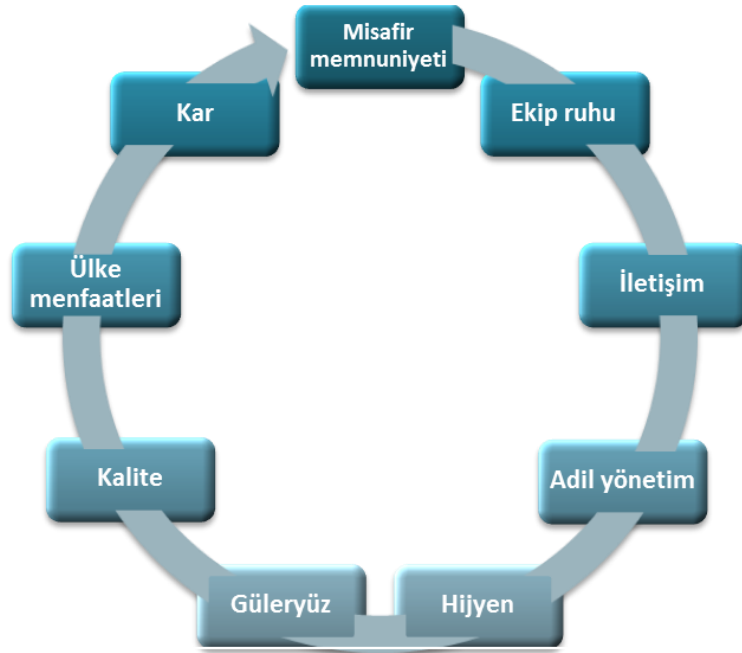 Misafir
memnuniyeti
Ekip ruhu
İletişim
Adil yönetim
Hijyen
Güleryüz
Kalite
Ülke
menfaatleri
Kar